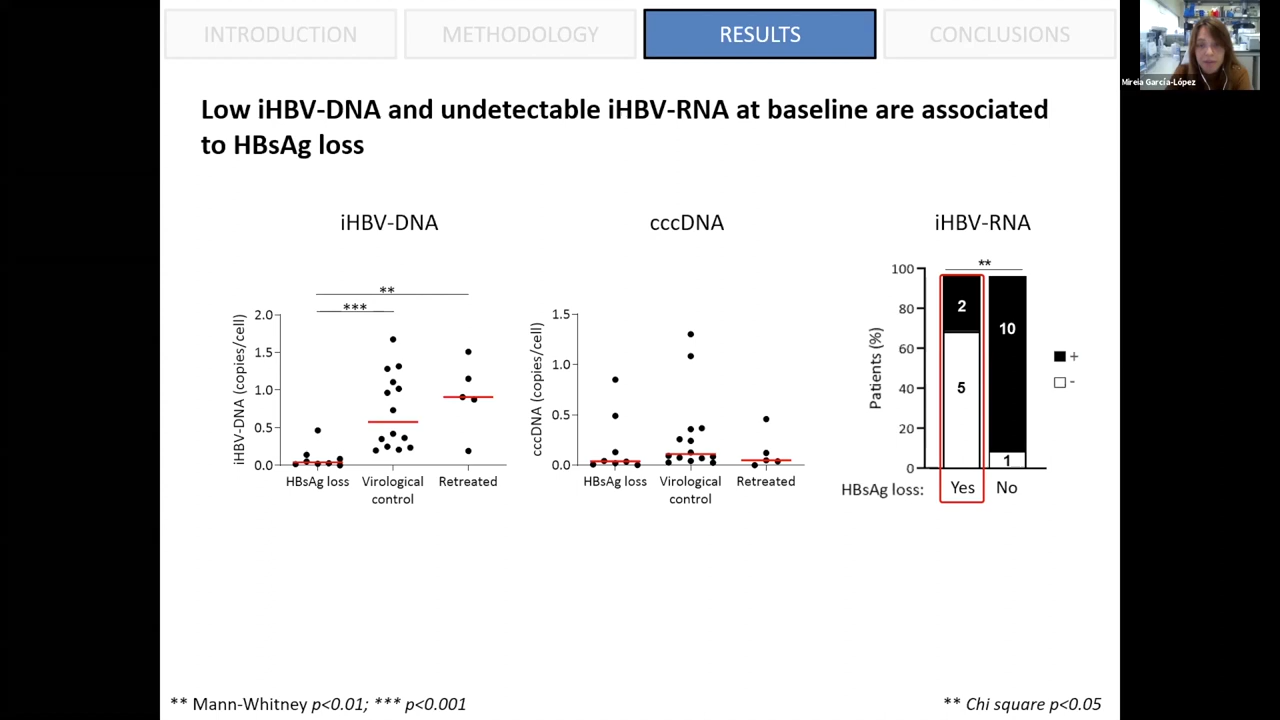 INTRODUCTION
METHODOLOGY
RESULTS
CONCLUSIONS
Mireia García-López
Low iHBV-DNA and undetectable iHBV-RNA at baseline are associated
to HBsAg loss
iHBV-DNA
iHBV-DNA (copies/cell)
**
***
2.0
1.5
1.0
0.5
0.0
HBsAg loss
Virological
control
Retreated
cccDNA
cccDNA (copies/cell)
1.5
1.0
0.5
0.0
HBsAg loss
Virological
control
Retreated
iHBV-RNA
Patients (%)
**
100
80
60
40
20
0
2
5
10
1
+
-
HBsAg loss:
Yes
No
** Mann-Whitney p<0.01; *** p<0.001
** Chi square p<0.05